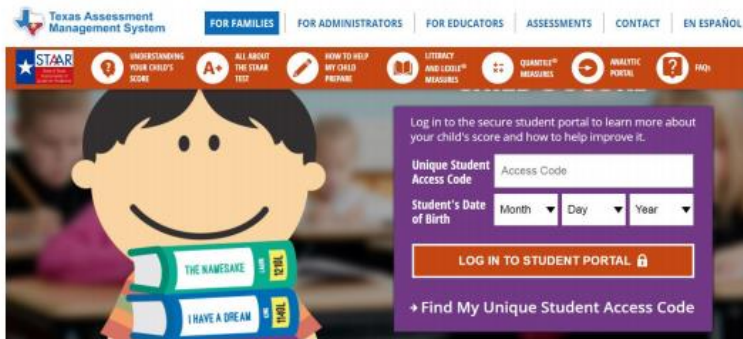 Texas Assessment
Management System
FOR FAMILIES
FOR ADMINISTRATORS
FOR EDUCATORS
ASSESSMENTS
CONTACT
EN ESPAÑOL
STAAR
UNDERSTANDING
YOUR CHILD'S
SCORE
A+
ALL ABOUT
THE STAAR
TEST
HOW TO HELP
MY CHILD
PREPARE
LITERACY
AND LEXILE®
MEASURES
QUANTILE®
MEASURES
ANALYTIC
PORTAL
?
FAQs
Log in to the secure student portal to learn more about
your child's score and how to help improve it.
Unique Student
Access Code
Access Code
Student's Date
of Birth
Month
Day
Year
LOG IN TO STUDENT PORTAL
Find My Unique Student Access Code
THE NAMESAKE
1210L
I HAVE A DREAM
KING
1149L